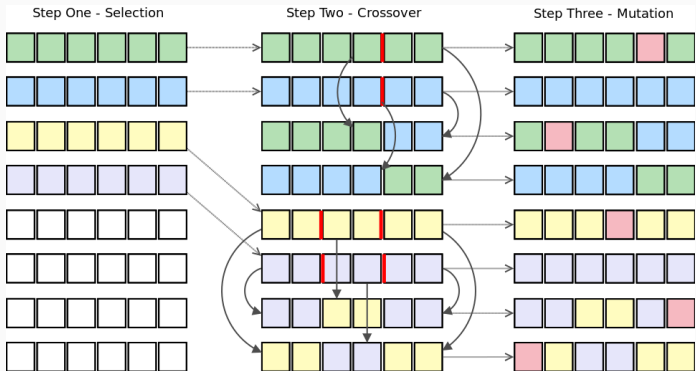 Step One - Selection
Step Two - Crossover
Step Three - Mutation